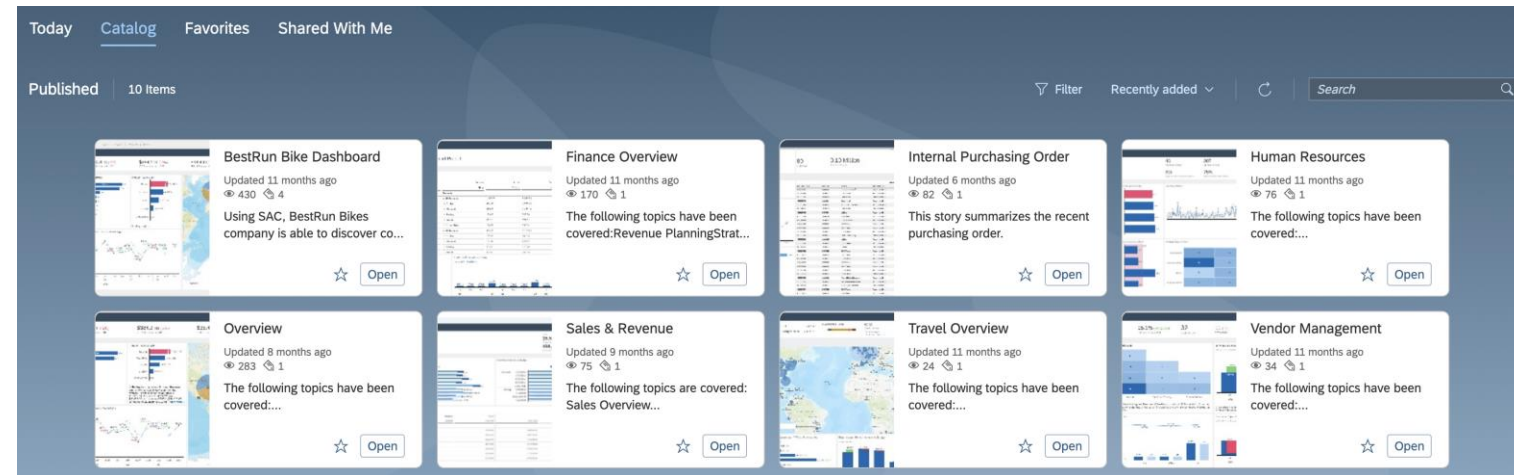 Today Catalog Favorites Shared With Me
Published 10 Items Filter Recently added Search
BestRun Bike Dashboard
Updated 11 months ago
430 4
Using SAC, BestRun Bikes
company is able to discover co...
Open
Finance Overview
Updated 11 months ago
170 1
The following topics have been
covered:Revenue PlanningStrat...
Open
Internal Purchasing Order
Updated 6 months ago
82 1
This story summarizes the recent
purchasing order.
Open
Human Resources
Updated 11 months ago
76 1
The following topics have been
covered:...
Open
Overview
Updated 8 months ago
283 1
The following topics have been
covered:...
Open
Sales & Revenue
Updated 9 months ago
75 1
The following topics are covered:
Sales Overview...
Open
Travel Overview
Updated 11 months ago
24 1
The following topics have been
covered:...
Open
Vendor Management
Updated 11 months ago
34 1
The following topics have been
covered:...
Open